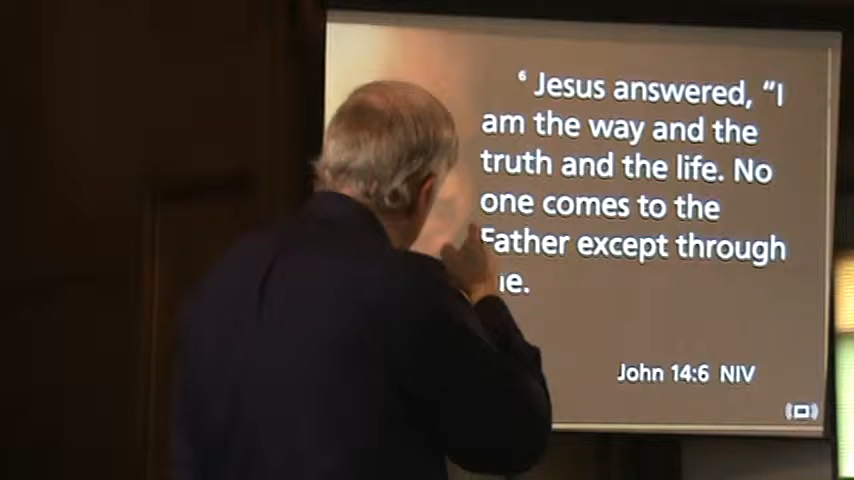 ⁶ Jesus answered, “I
am the way and the
truth and the life. No
one comes to the
Father except through
me.
John 14:6 NIV